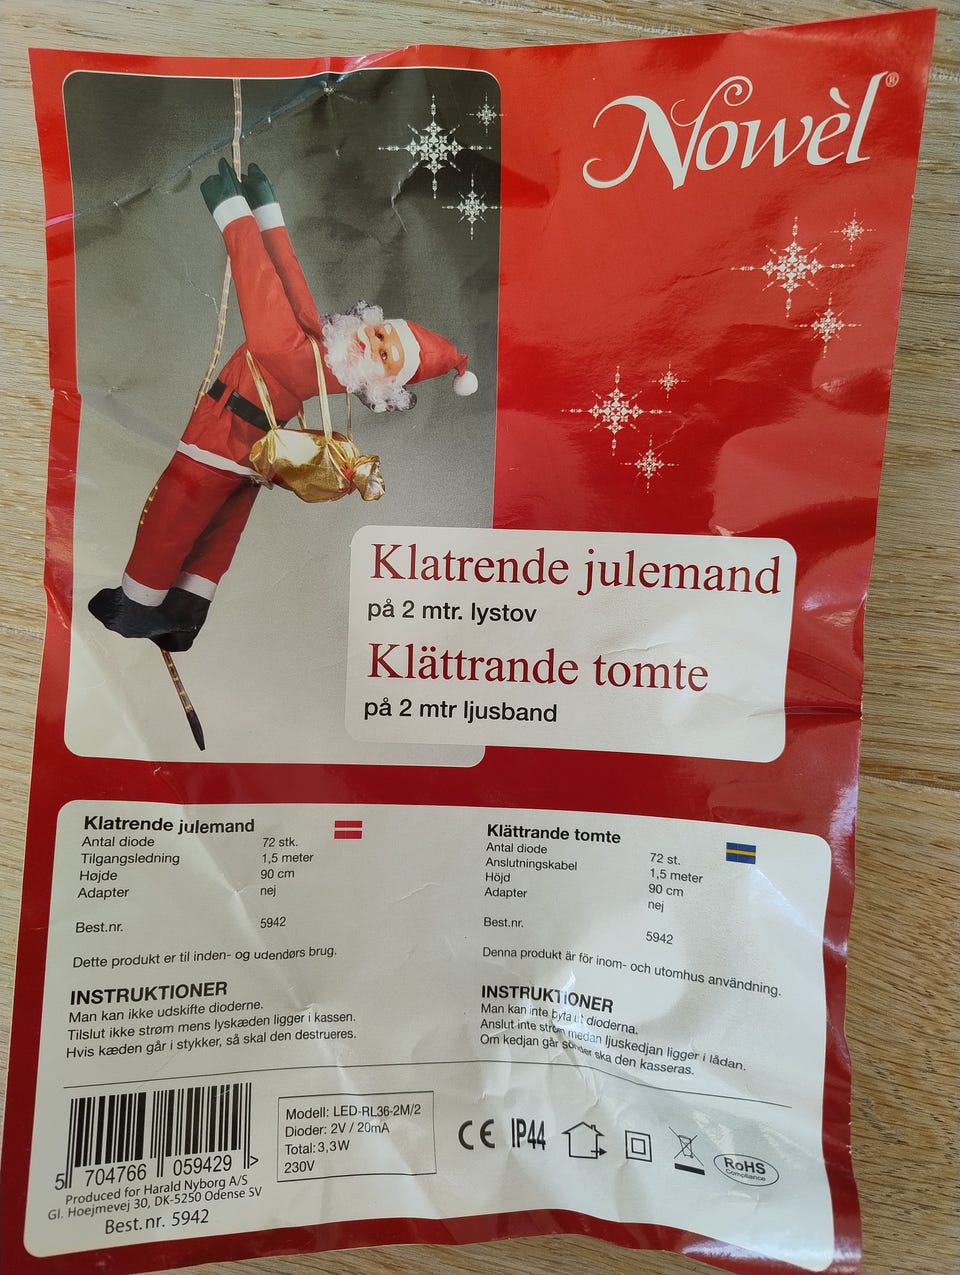 Nowèl®
Klatrende julemand
på 2 mtr. lystov
Klättrande tomte
på 2 mtr ljusband
Klatrende julemand
Antal diode 72 stk.
Tilgangsledning 1,5 meter
Højde 90 cm
Adapter nej
Best.nr. 5942
Dette produkt er til inden- og udendørs brug.
INSTRUKTIONER
Man kan ikke udskifte dioderne.
Tilslut ikke strøm mens lyskæden ligger i kassen.
Hvis kæden går i stykker, så skal den destrueres.
Klättrande tomte
Antal diode 72 st.
Anslutningskabel 1,5 meter
Höjd 90 cm
Adapter nej
Best.nr. 5942
Denna produkt är för inom- och utomhus användning.
INSTRUKTIONER
Man kan inte byta ut dioderna.
Anslut inte ström medan ljuskedjan ligger i lådan.
Om kedjan går sönder ska den kasseras.
5 704766 059429 >
Produced for Harald Nyborg A/S
Gl. Hoejmevej 30, DK-5250 Odense SV
Best.nr. 5942
Modell: LED-RL36-2M/2
Dioder: 2V / 20mA
Total: 3,3W
230V
CE IP44
RoHS
Compliance